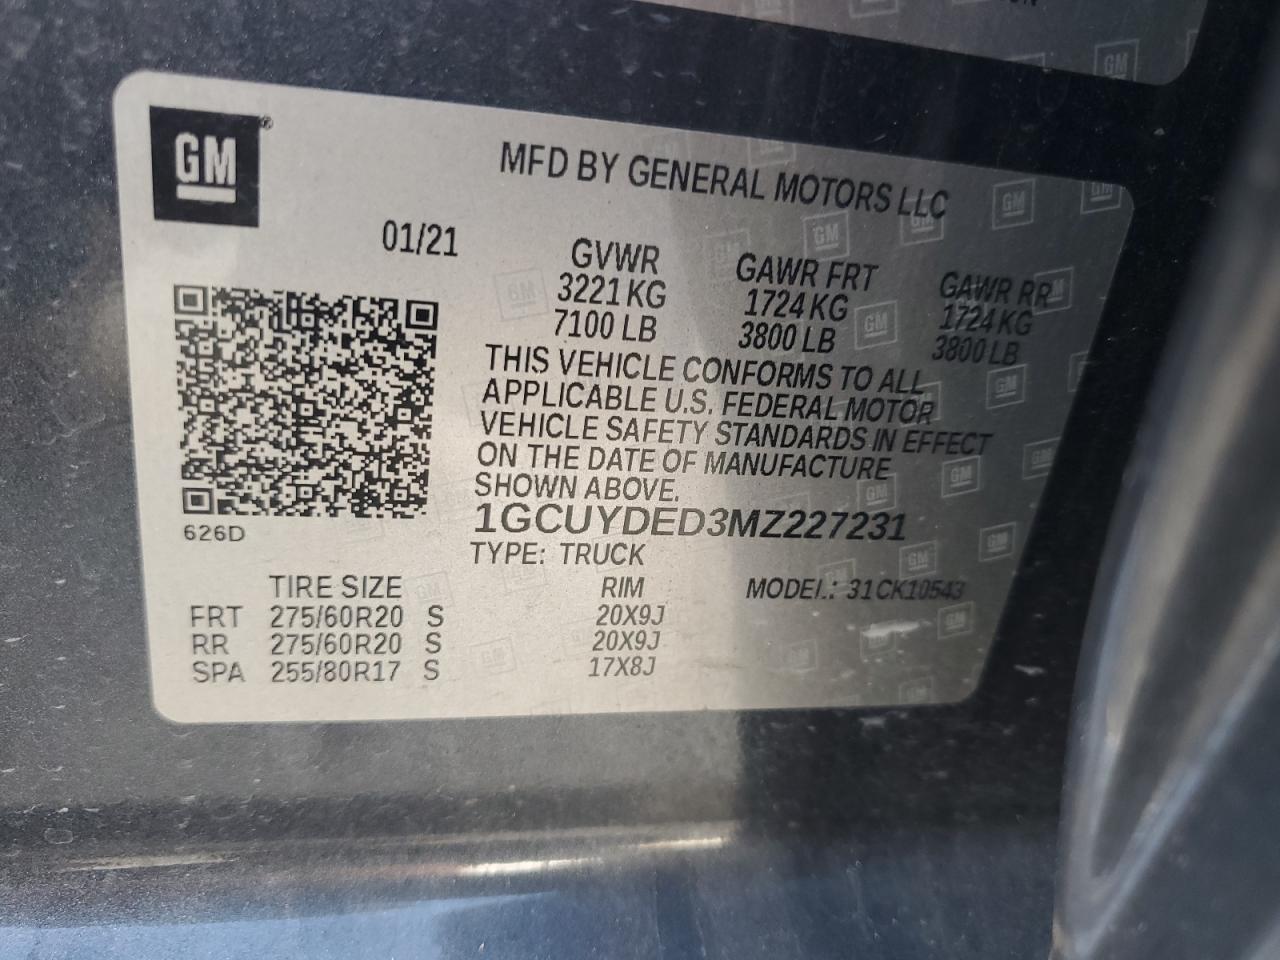 GM
MFD BY GENERAL MOTORS LLC
01/21
GVWR GAWR FRT GAWR RR
3221 KG 1724 KG 1724 KG
7100 LB 3800 LB 3800 LB
THIS VEHICLE CONFORMS TO ALL
APPLICABLE U.S. FEDERAL MOTOR
VEHICLE SAFETY STANDARDS IN EFFECT
ON THE DATE OF MANUFACTURE
SHOWN ABOVE.
626D
1GCUYDED3MZ227231
TYPE: TRUCK
TIRE SIZE RIM MODEL: 31CK10543
FRT 275/60R20 S 20X9J
RR 275/60R20 S 20X9J
SPA 255/80R17 S 17X8J